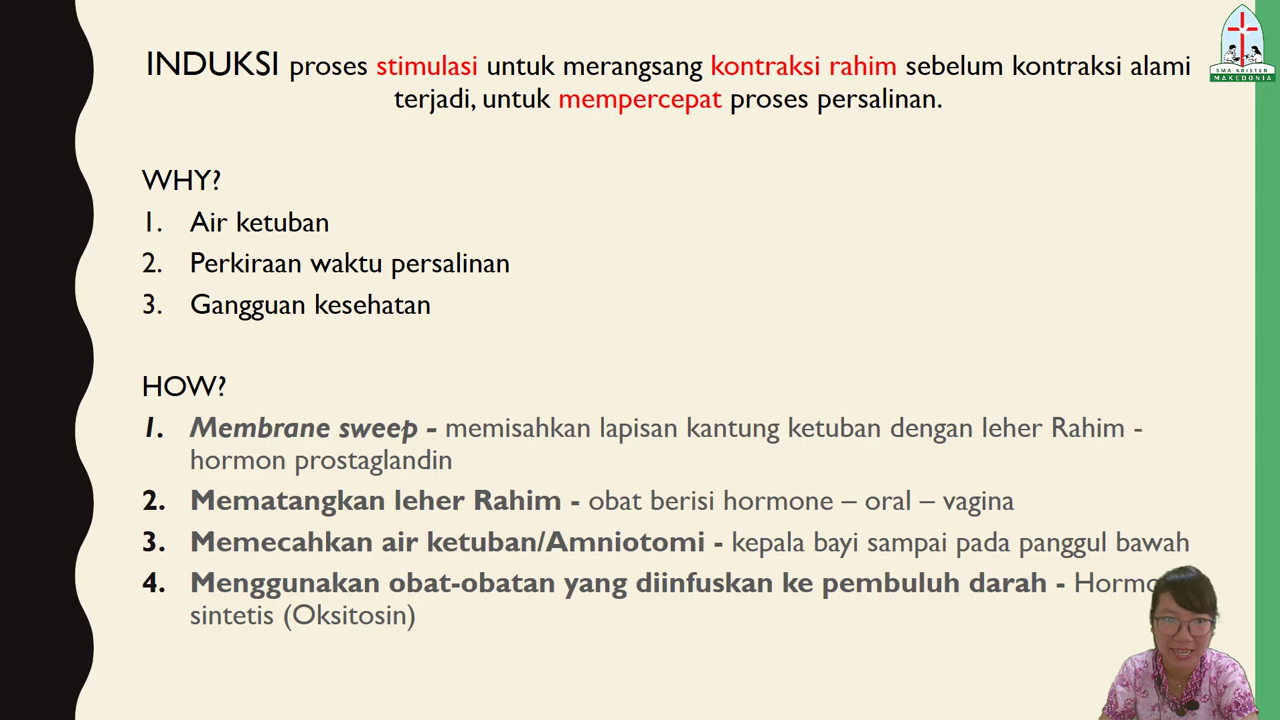 INDUKSI proses stimulasi untuk merangsang kontraksi rahim sebelum kontraksi alami
terjadi, untuk mempercepat proses persalinan.
WHY?
1. Air ketuban
2. Perkiraan waktu persalinan
3. Gangguan kesehatan
HOW?
1. Membrane sweep - memisahkan lapisan kantung ketuban dengan leher Rahim -
hormon prostaglandin
2. Mematangkan leher Rahim - obat berisi hormone – oral – vagina
3. Memecahkan air ketuban/Amniotomi - kepala bayi sampai pada panggul bawah
4. Menggunakan obat-obatan yang diinfuskan ke pembuluh darah -
sintetis (Oksitosin)
SMA KRISTEN
MAKEDONIA